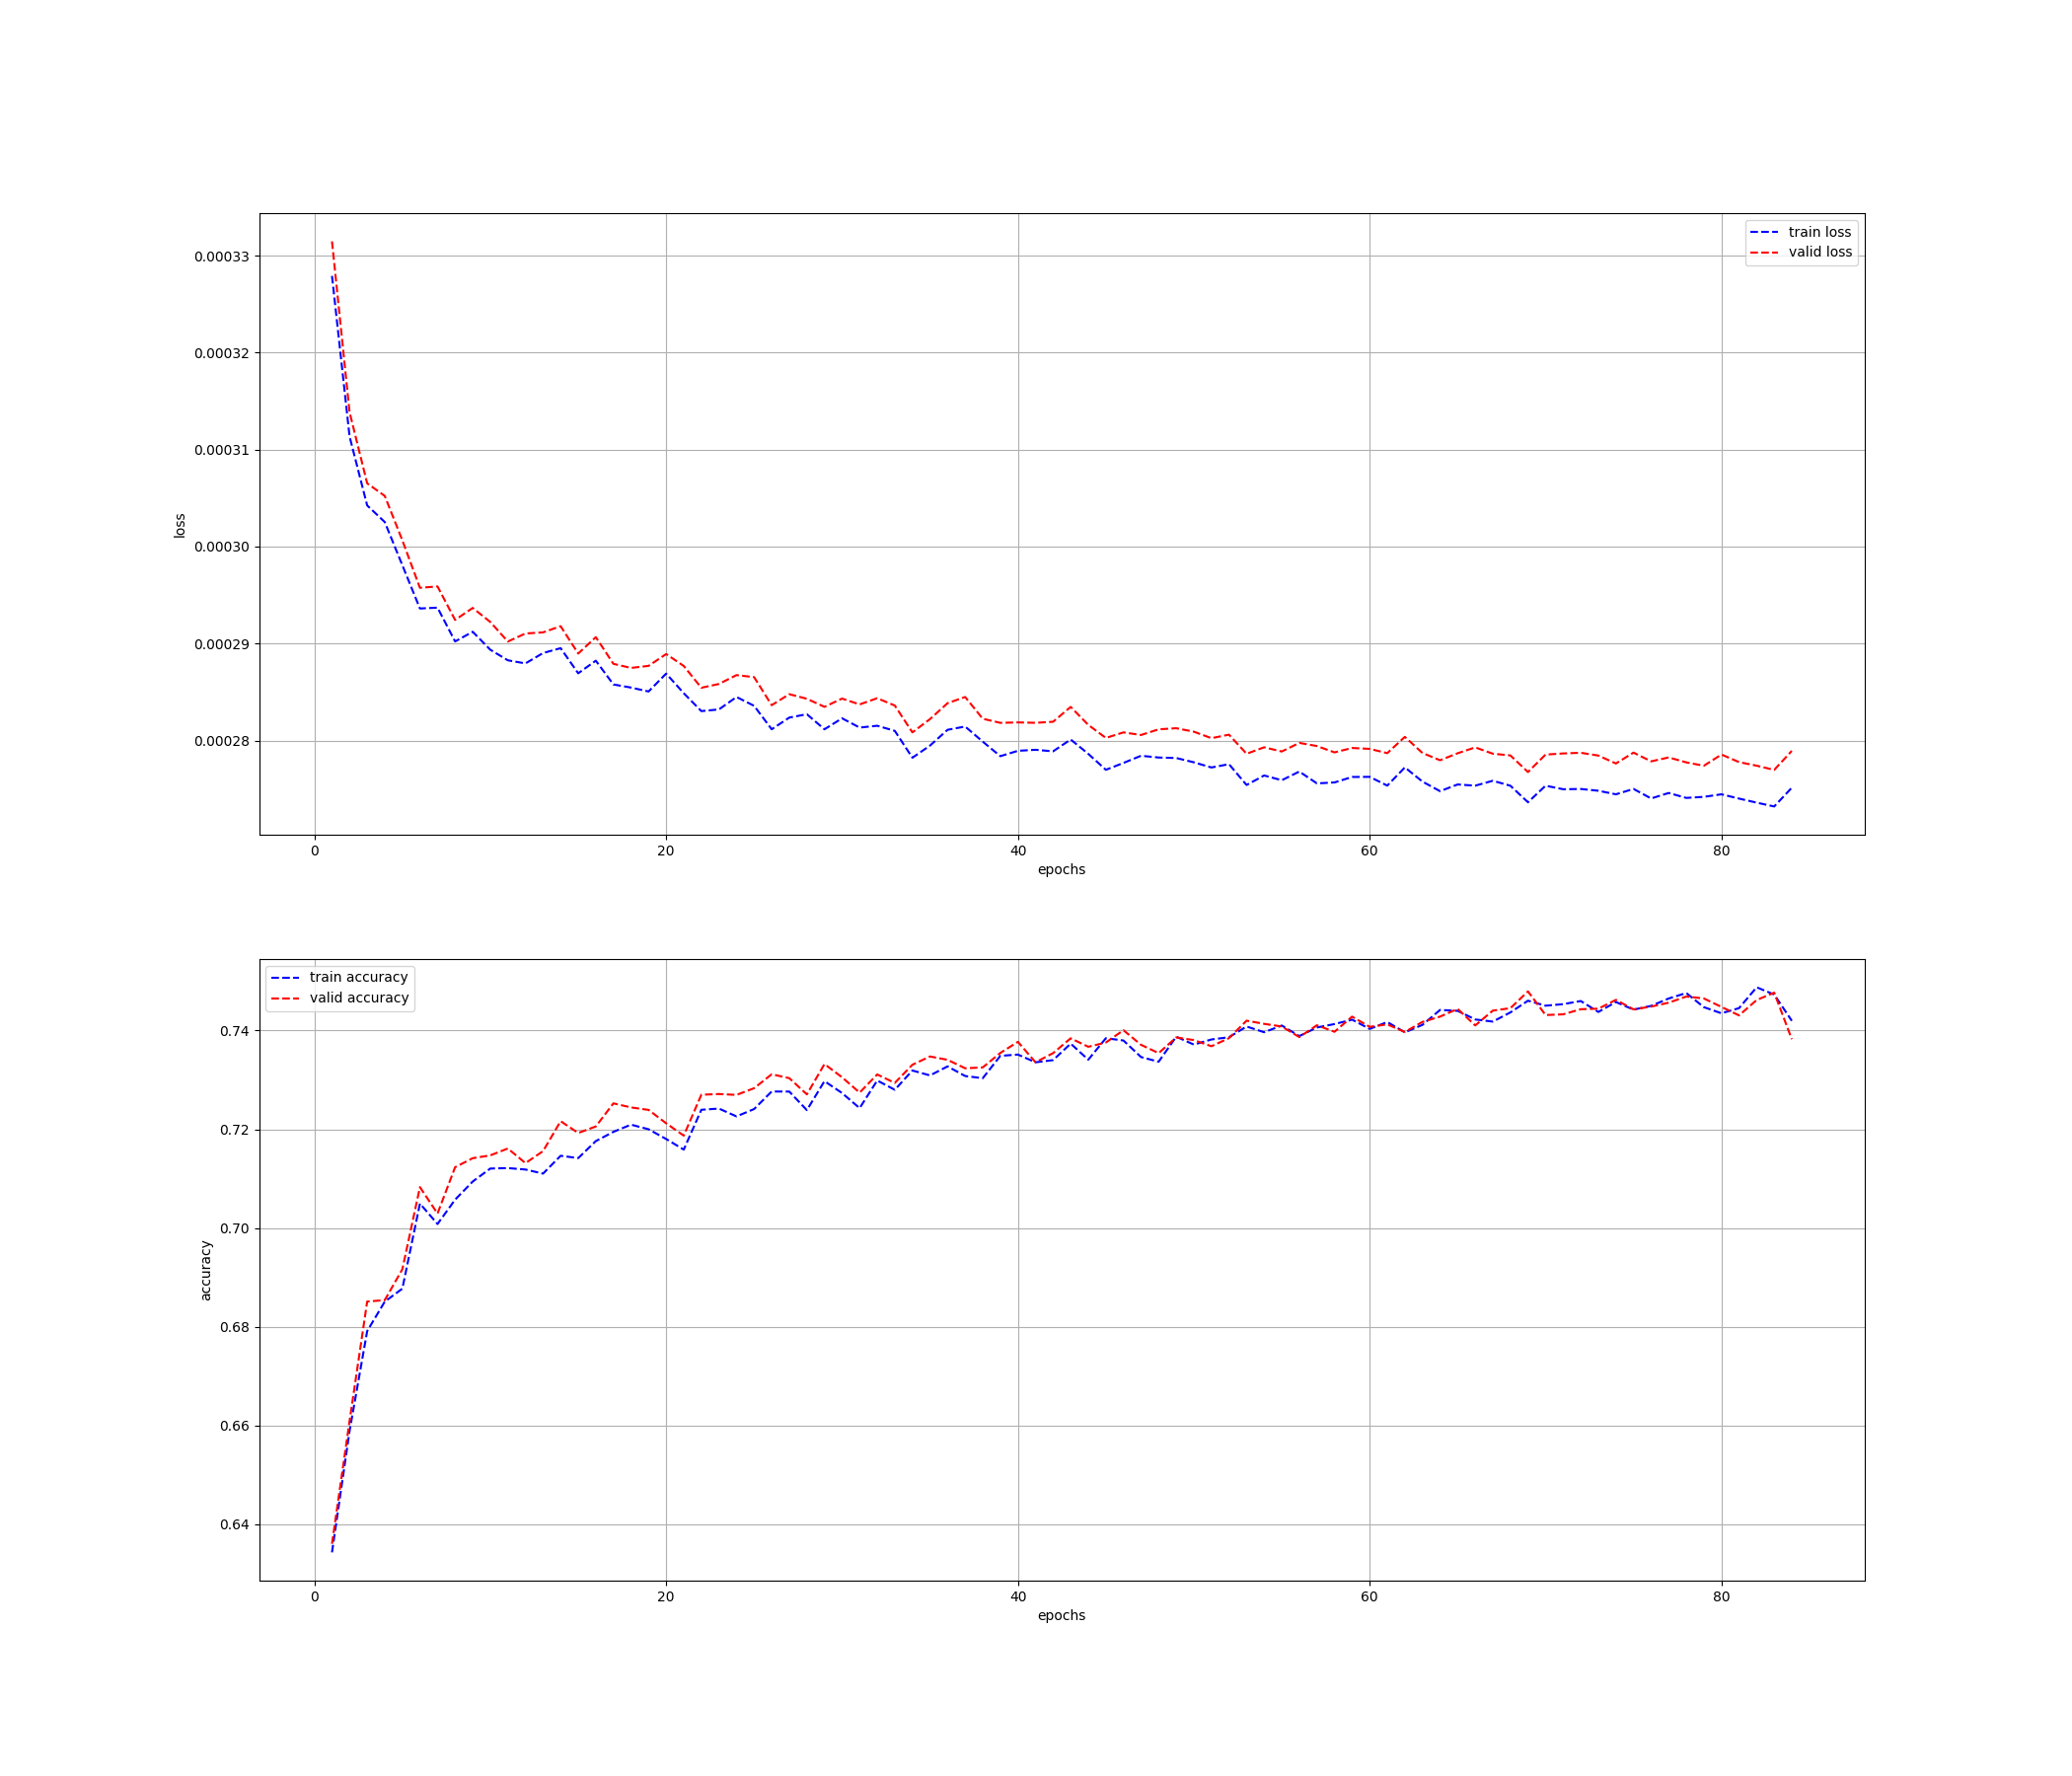 train loss
valid loss
0.00033
0.00032
0.00031
0.00030
0.00029
0.00028
loss
0 20 40 60 80
epochs
train accuracy
valid accuracy
0.74
0.72
0.70
0.68
0.66
0.64
accuracy
0 20 40 60 80
epochs